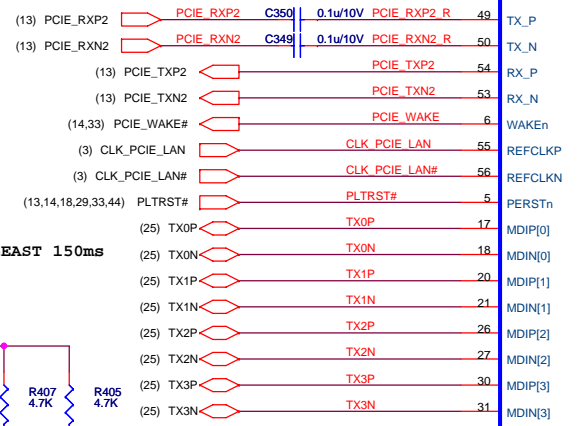 (13) PCIE_RXP2 PCIE_RXP2 C350 0.1u/10V PCIE_RXP2_R 49 TX_P
(13) PCIE_RXN2 PCIE_RXN2 C349 0.1u/10V PCIE_RXN2_R 50 TX_N
(13) PCIE_TXP2 PCIE_TXP2 54 RX_P
(13) PCIE_TXN2 PCIE_TXN2 53 RX_N
(14,33) PCIE_WAKE# PCIE_WAKE 6 WAKEn
(3) CLK_PCIE_LAN CLK_PCIE_LAN 55 REFCLKP
(3) CLK_PCIE_LAN# CLK_PCIE_LAN# 56 REFCLKN
(13,14,18,29,33,44) PLTRST# PLTRST# 5 PERSTn
(25) TX0P TX0P 17 MDIP[0]
EAST 150ms (25) TX0N TX0N 18 MDIN[0]
(25) TX1P TX1P 20 MDIP[1]
(25) TX1N TX1N 21 MDIN[1]
(25) TX2P TX2P 26 MDIP[2]
(25) TX2N TX2N 27 MDIN[2]
(25) TX3P TX3P 30 MDIP[3]
R407 R405
4.7K 4.7K
(25) TX3N TX3N 31 MDIN[3]